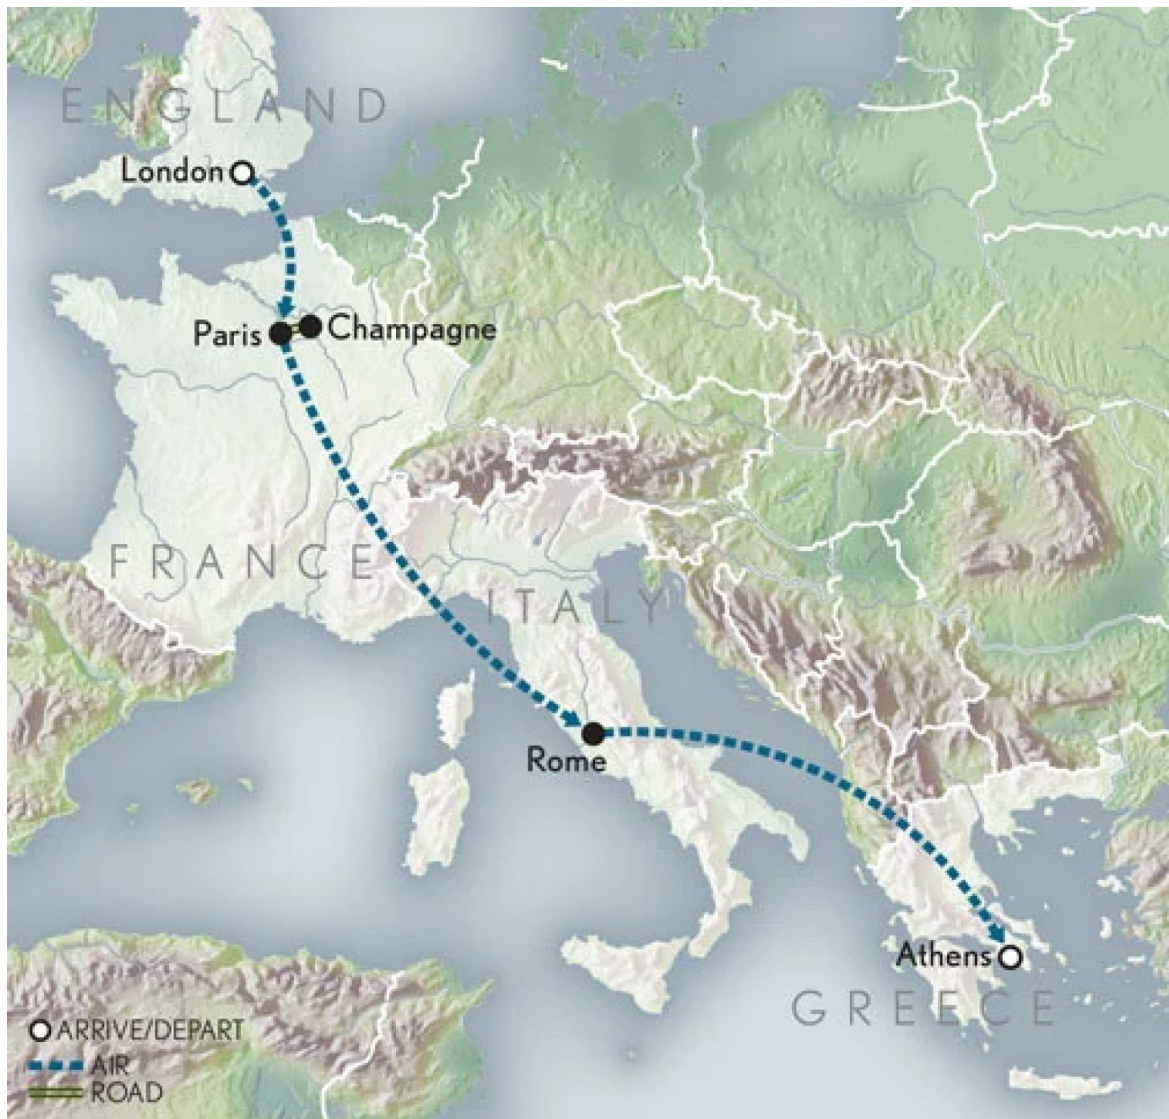 ENGLAND
London
Paris
Champagne
FRANCE
ITALY
Rome
Athens
GREECE
ARRIVE/DEPART
AIR
ROAD